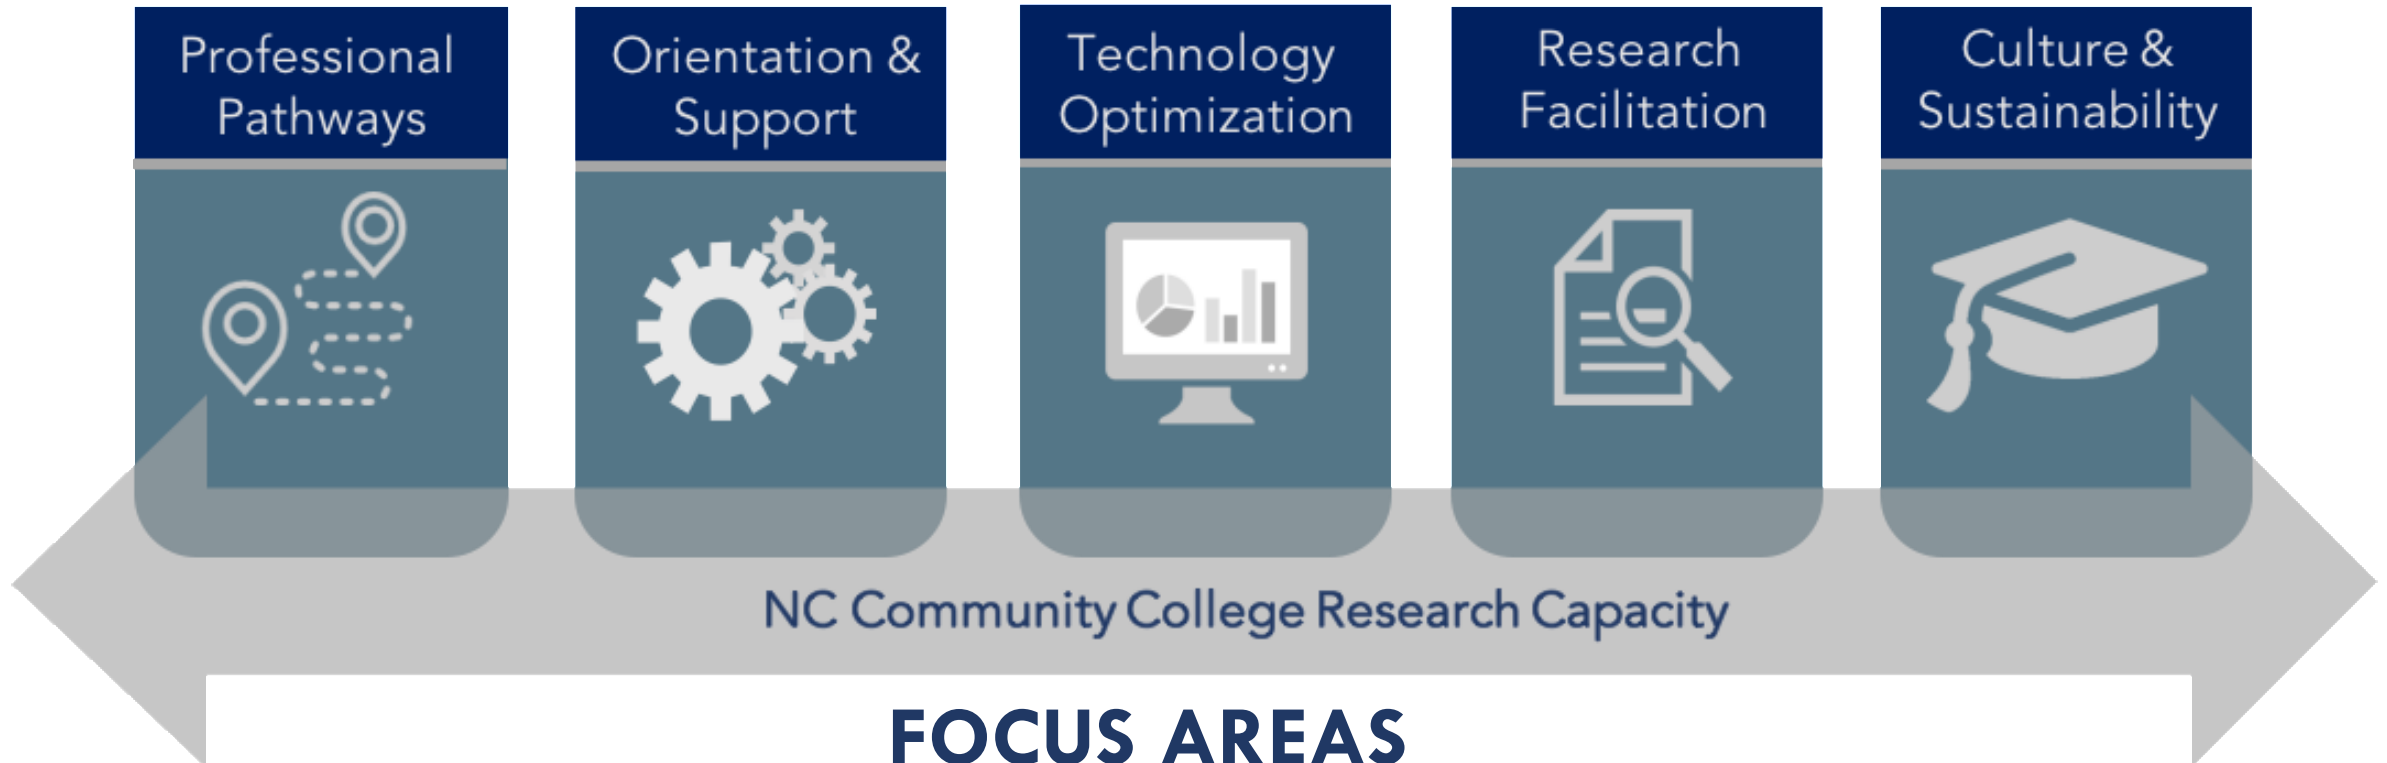 Professional
Pathways
Orientation &
Support
Technology
Optimization
Research
Facilitation
Culture &
Sustainability
NC Community College Research Capacity
FOCUS AREAS